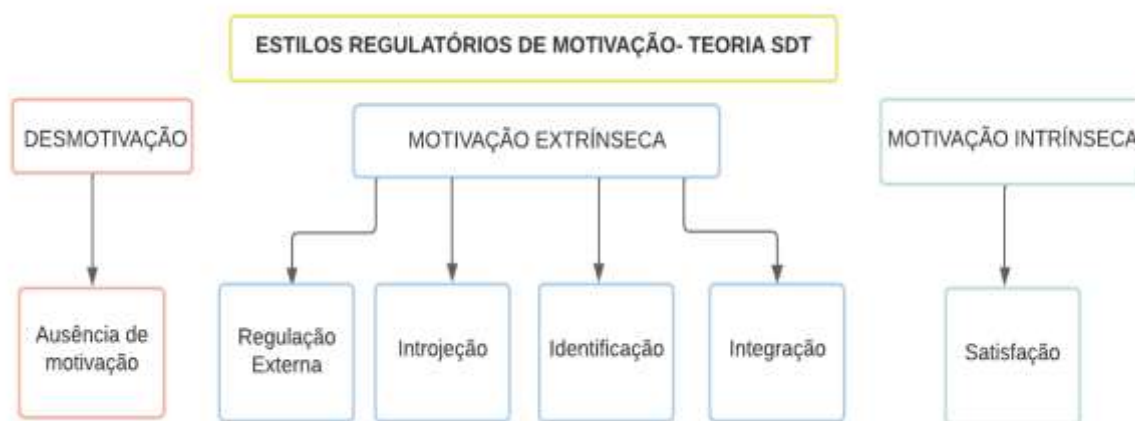 ESTILOS REGULATÓRIOS DE MOTIVAÇÃO- TEORIA SDT
DESMOTIVAÇÃO
MOTIVAÇÃO EXTRÍNSECA
MOTIVAÇÃO INTRÍNSECA
Ausência de
motivação
Regulação
Externa
Introjeção
Identificação
Integração
Satisfação